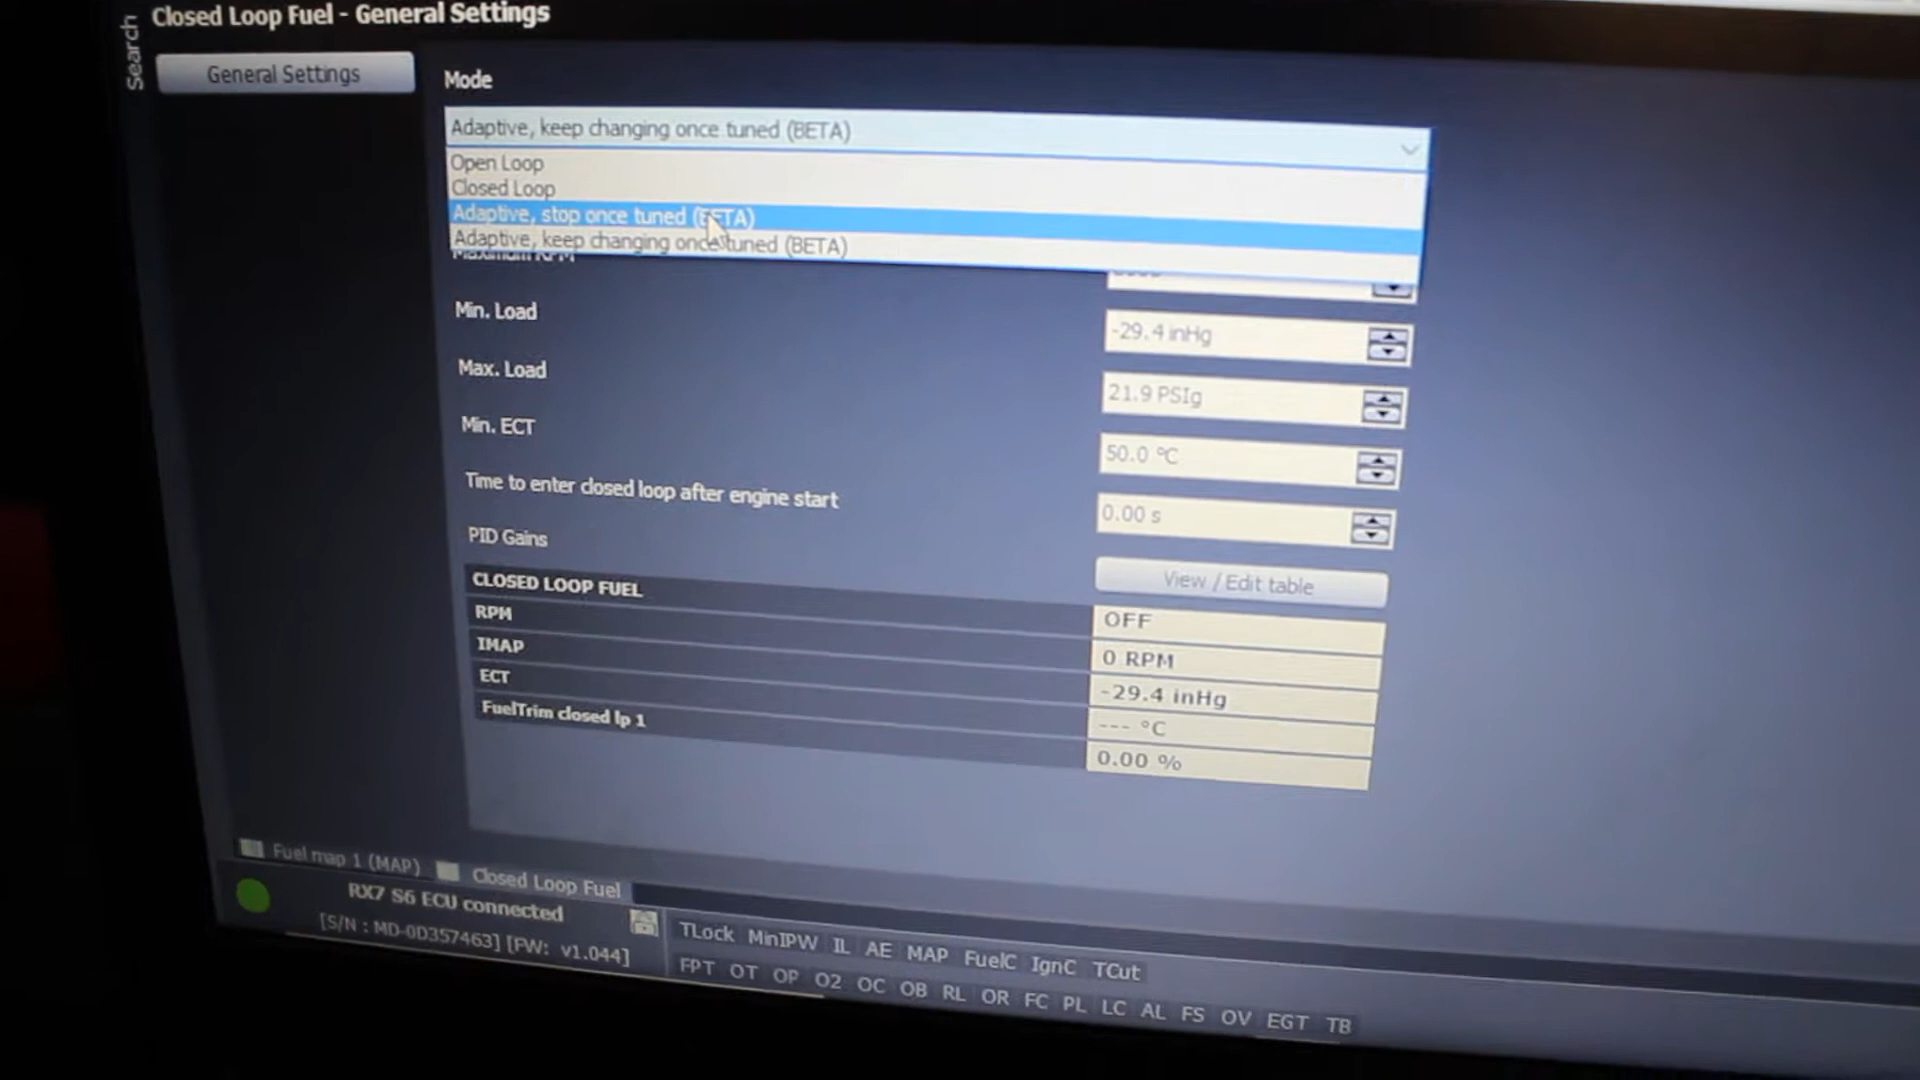 Search
Closed Loop Fuel - General Settings
General Settings
Mode
Adaptive, keep changing once tuned (BETA)
Open Loop
Closed Loop
Adaptive, stop once tuned (BETA)
Adaptive, keep changing once tuned (BETA)
Maximum RPM
Min. Load
-29.4 inHg
Max. Load
21.9 PSIg
Min. ECT
50.0 °C
Time to enter closed loop after engine start
0.00 s
PID Gains
View / Edit table
CLOSED LOOP FUEL
OFF
RPM
0 RPM
IMAP
-29.4 inHg
ECT
--- °C
FuelTrim closed lp 1
0.00 %
Fuel map 1 (MAP)
Closed Loop Fuel
RX7 S6 ECU connected
[S/N : MD-0D357463] [FW: v1.044]
TLock MinIPW IL AE MAP FuelC IgnC TCut
FPT OT OP O2 OC OB RL OR FC PL LC AL FS OV EGT TB